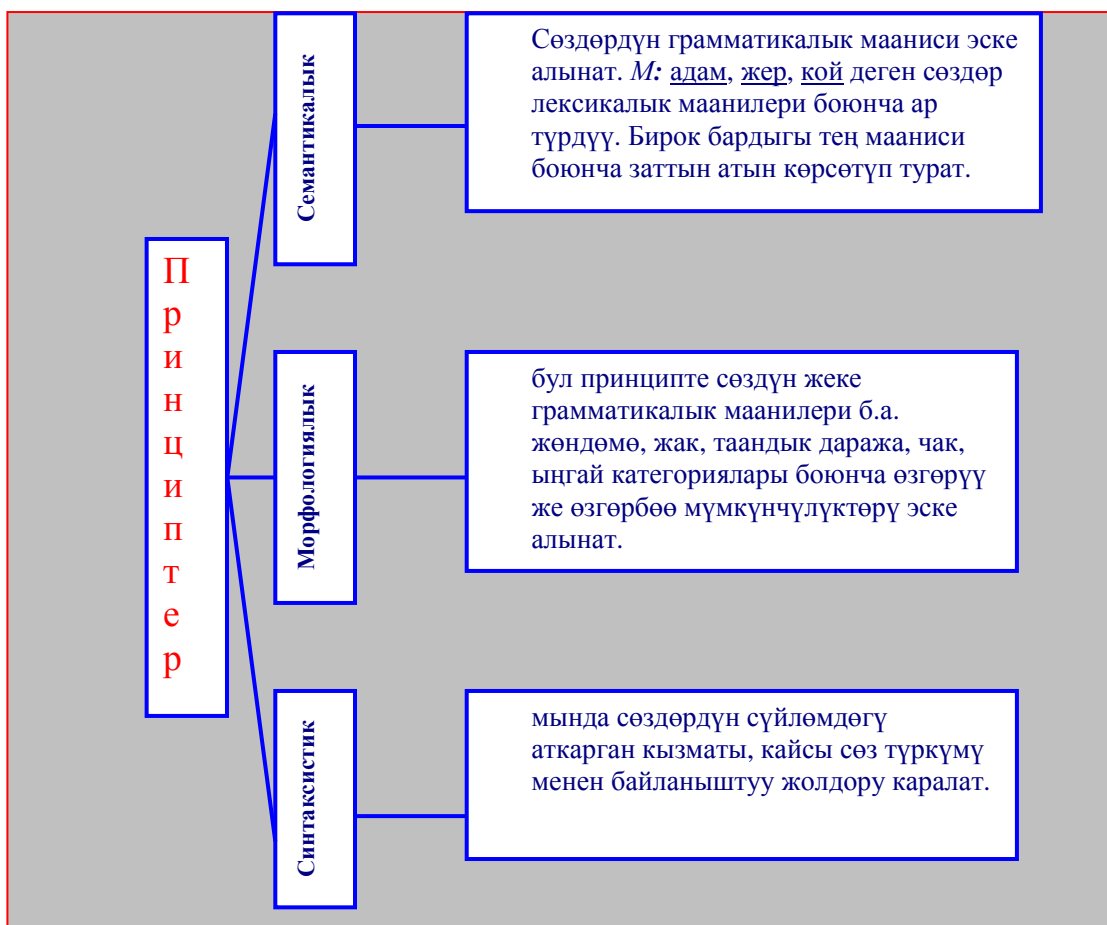 Принциптер
Семантикалык
Сөздөрдүн грамматикалык мааниси эске
алынат. М: адам, жер, кой деген сөздөр
лексикалык маанилери боюнча ар
түрдүү. Бирок бардыгы тең мааниси
боюнча заттын атын көрсөтүп турат.
Морфологиялык
бул принципте сөздүн жеке
грамматикалык маанилери б.а.
жөндөмө, жак, таандык даража, чак,
ыңгай категориялары боюнча өзгөрүү
же өзгөрбөө мүмкүнчүлүктөрү эске
алынат.
Синтаксистик
мында сөздөрдүн сүйлөмдөгү
аткарган кызматы, кайсы сөз түркүмү
менен байланыштуу жолдору каралат.